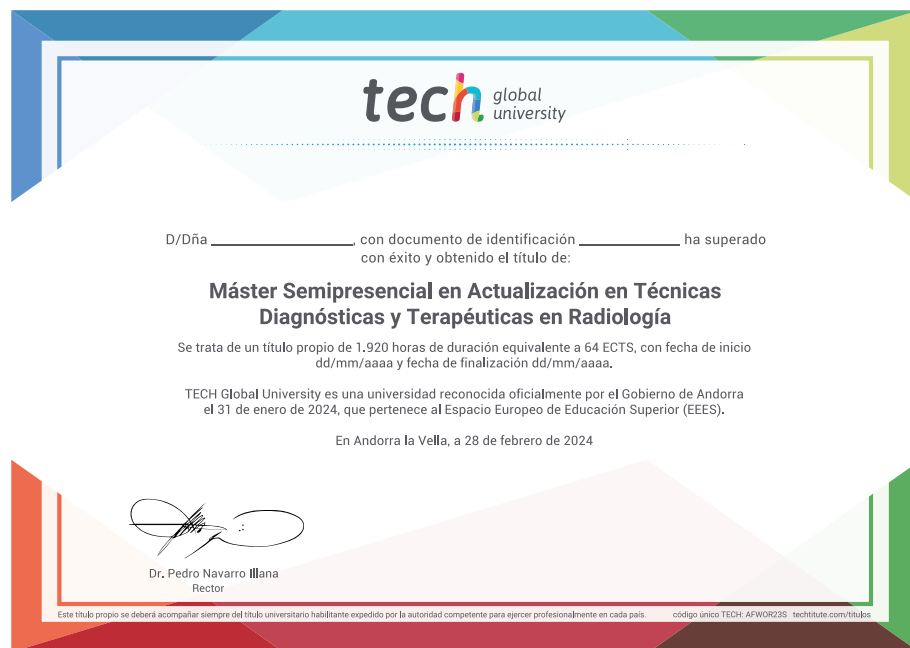 tech global university
D/Dña ________________, con documento de identificación __________ ha superado
con éxito y obtenido el título de:
Máster Semipresencial en Actualización en Técnicas
Diagnósticas y Terapéuticas en Radiología
Se trata de un título propio de 1.920 horas de duración equivalente a 64 ECTS, con fecha de inicio
dd/mm/aaaa y fecha de finalización dd/mm/aaaa.
TECH Global University es una universidad reconocida oficialmente por el Gobierno de Andorra
el 31 de enero de 2024, que pertenece al Espacio Europeo de Educación Superior (EEES).
En Andorra la Vella, a 28 de febrero de 2024
Dr. Pedro Navarro Illana
Rector
Este título propio se deberá acompañar siempre del título universitario habilitante expedido por la autoridad competente para ejercer profesionalmente en cada país. código único TECH: AFWOR23S techtitute.com/titulos